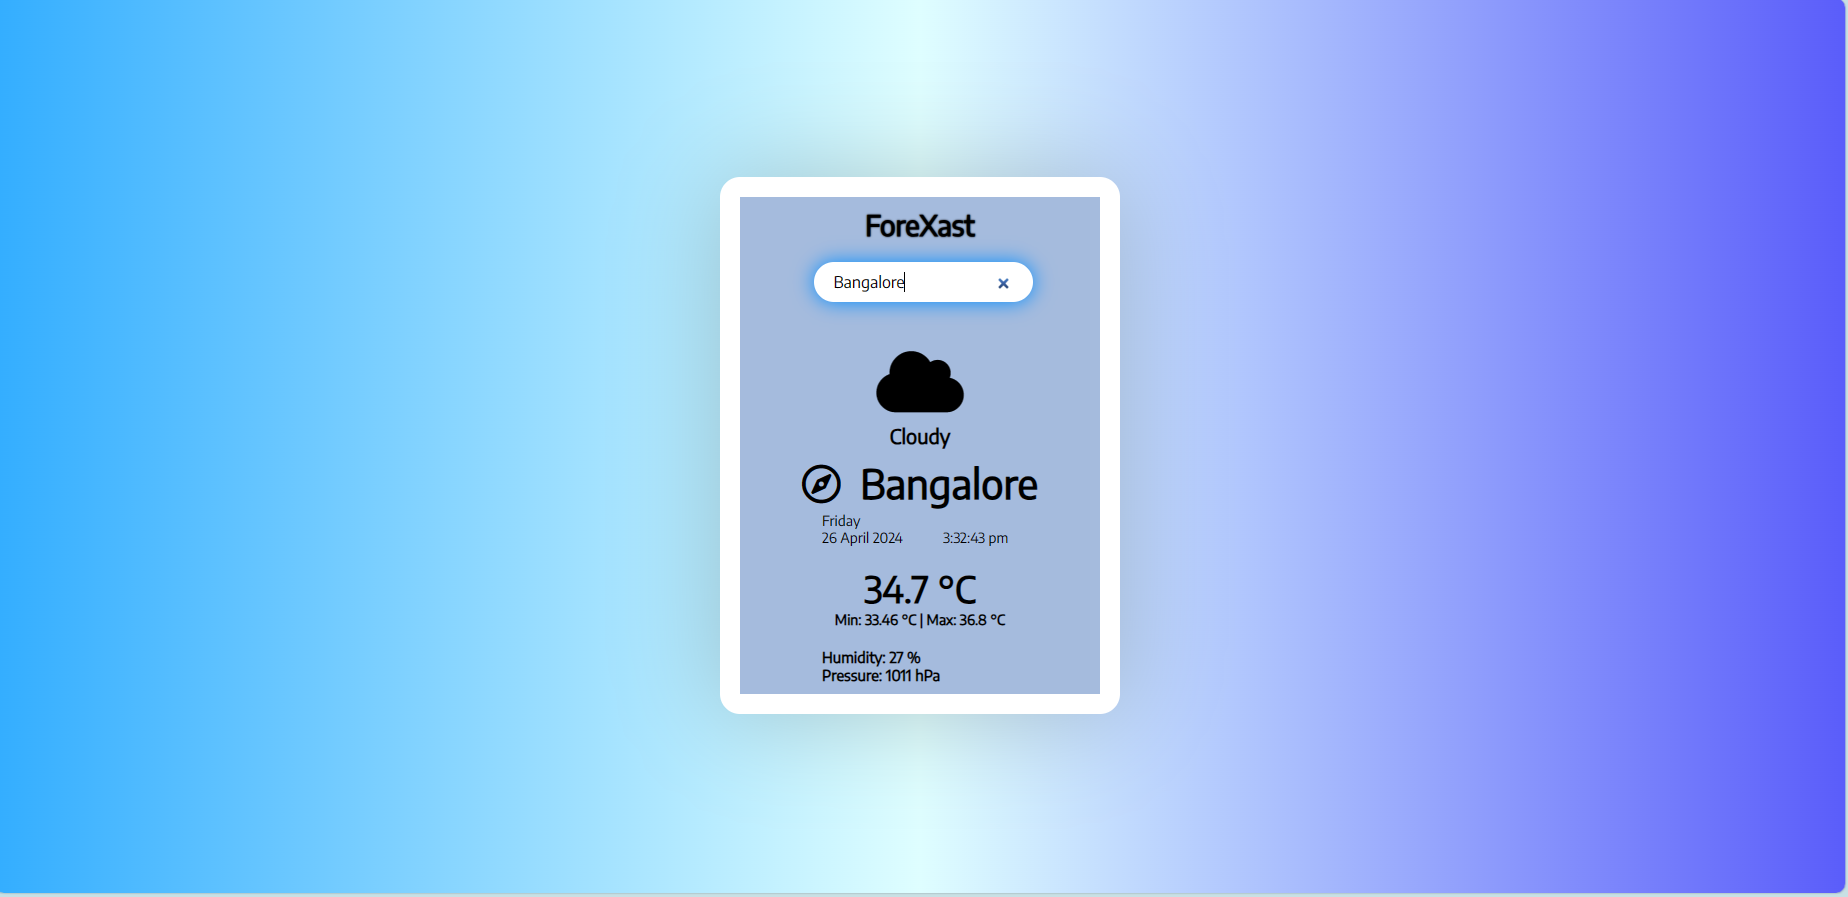 ForeXast
Bangalore
Cloudy
Bangalore
Friday
26 April 2024 3:32:43 pm
34.7 °C
Min: 33.46 °C | Max: 36.8 °C
Humidity: 27 %
Pressure: 1011 hPa